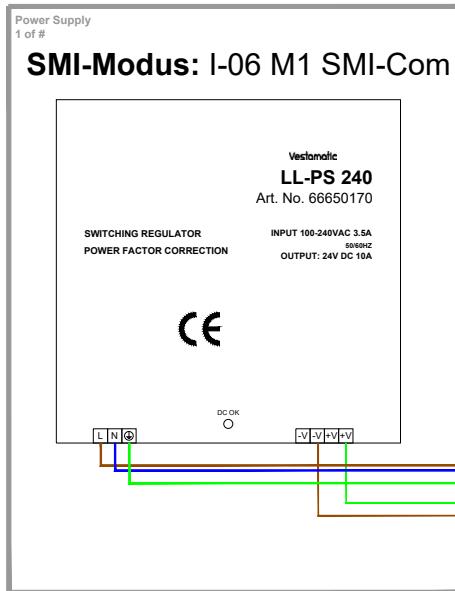 Power Supply
1 of #
SMI-Modus: I-06 M1 SMI-Com
Vestamatic
LL-PS 240
Art. No. 66650170
SWITCHING REGULATOR
POWER FACTOR CORRECTION
INPUT 100-240VAC 3.5A
50/60HZ
OUTPUT: 24V DC 10A
CE
DC OK
L N
-V -V +V +V